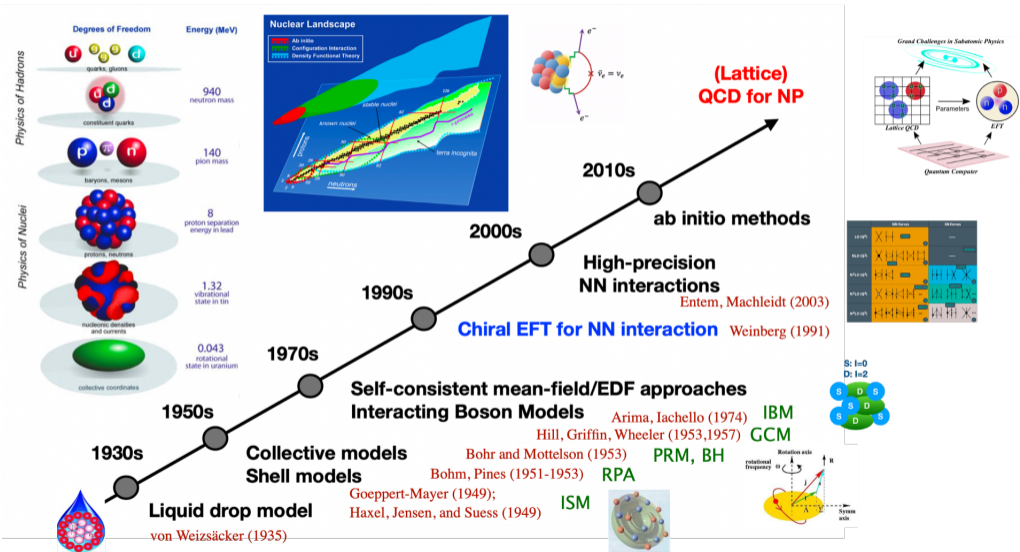 Degrees of Freedom
Energy (MeV)
Physics of Hadrons
Physics of Nuclei
u
g
g
g
d
quarks, gluons
u
d
d
constituent quarks
940
neutron mass
p
π
n
baryons, mesons
140
pion mass
protons, neutrons
8
proton separation
energy in lead
nucleonic densities
and currents
1.32
vibrational
state in tin
collective coordinates
0.043
rotational
state in uranium
Nuclear Landscape
Ab initio
Configuration Interaction
Density Functional Theory
stable nuclei
known nuclei
terra incognita
protons
neutrons
e⁻
ν̄e = νe
e⁻
(Lattice)
QCD for NP
Grand Challenges in Subatomic Physics
Lattice QCD
Parameters
p
n
n
EFT
Quantum Computer
2010s
ab initio methods
2000s
High-precision
NN interactions
Entem, Machleidt (2003)
1990s
Chiral EFT for NN interaction
Weinberg (1991)
1970s
Self-consistent mean-field/EDF approaches
Interacting Boson Models
Arima, Iachello (1974)
IBM
Hill, Griffin, Wheeler (1953,1957)
GCM
1950s
Collective models
Shell models
Bohr and Mottelson (1953)
PRM, BH
Bohm, Pines (1951-1953)
RPA
Goeppert-Mayer (1949);
Haxel, Jensen, and Suess (1949)
ISM
1930s
Liquid drop model
von Weizsäcker (1935)
S: l=0
D: l=2
S
D
S
S
D
S
D
S
Rotation axis
rotational
frequency ω
R
j
Λ
Σ
Symm
axis